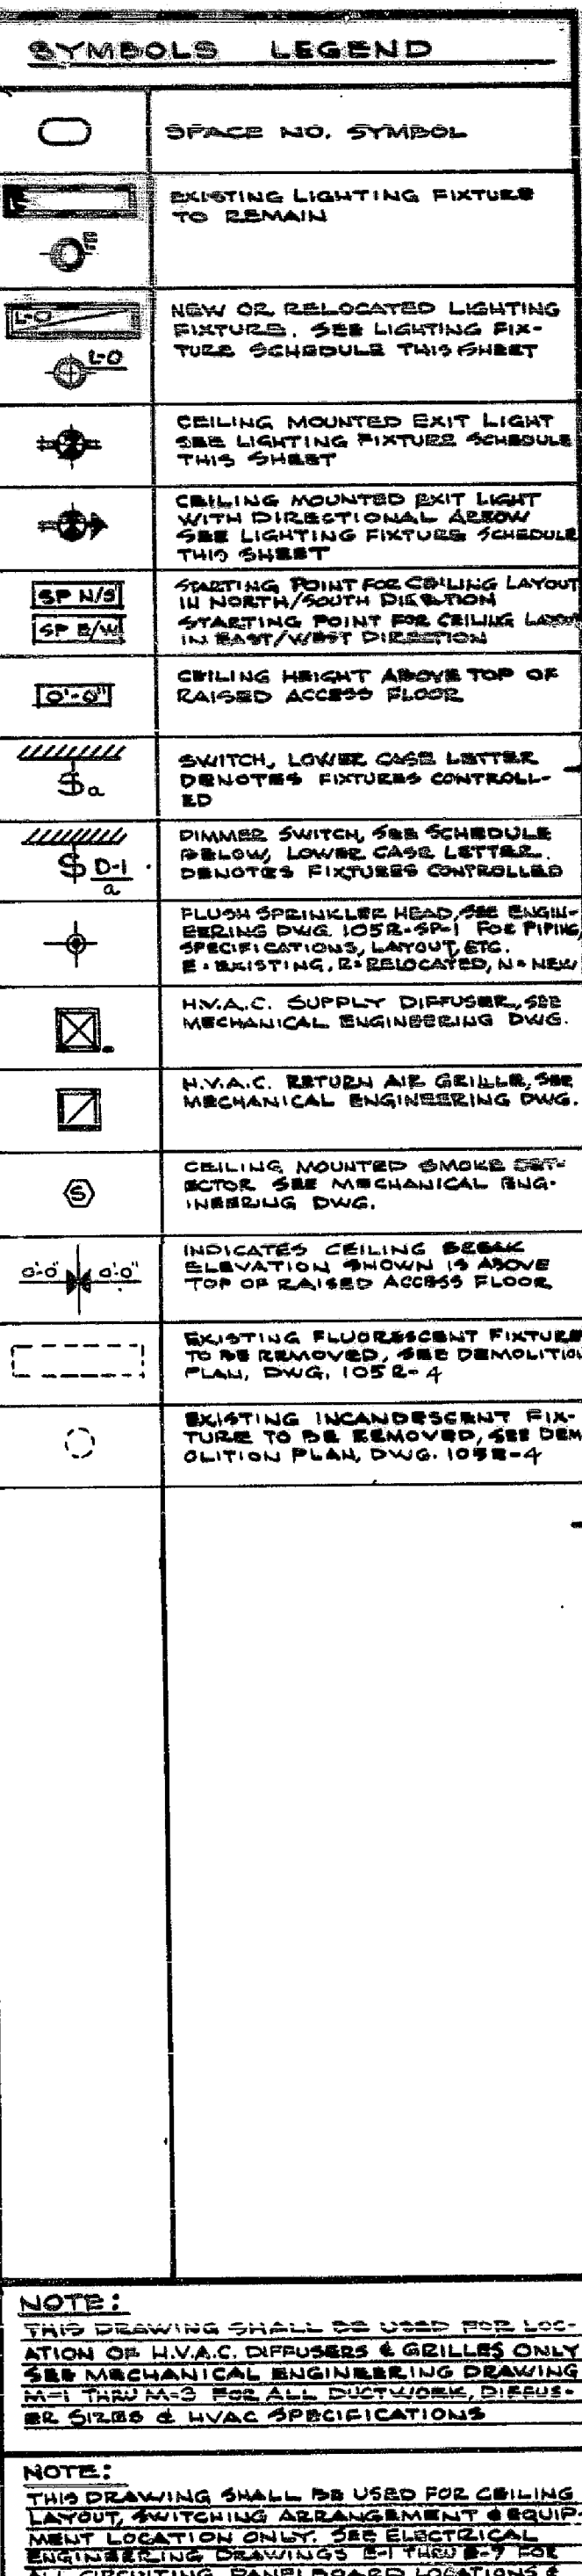 SYMBOLS LEGEND
SPACE NO. SYMBOL
EXISTING LIGHTING FIXTURE
TO REMAIN
E
L-O
L-O
NEW OR RELOCATED LIGHTING
FIXTURE. SEE LIGHTING FIX-
TURE SCHEDULE THIS SHEET
CEILING MOUNTED EXIT LIGHT
SEE LIGHTING FIXTURE SCHEDULE
THIS SHEET
CEILING MOUNTED EXIT LIGHT
WITH DIRECTIONAL ARROW
SEE LIGHTING FIXTURE SCHEDULE
THIS SHEET
SP N/S
SP E/W
STARTING POINT FOR CEILING LAYOUT
IN NORTH/SOUTH DIRECTION
STARTING POINT FOR CEILING LAYOUT
IN EAST/WEST DIRECTION
0'-0"
CEILING HEIGHT ABOVE TOP OF
RAISED ACCESS FLOOR
$a
SWITCH, LOWER CASE LETTER
DENOTES FIXTURES CONTROLL-
ED
$ D-1
a
DIMMER SWITCH, SEE SCHEDULE
BELOW, LOWER CASE LETTER.
DENOTES FIXTURES CONTROLLED
FLUSH SPRINKLER HEAD, SEE ENGIN-
EERING DWG. 105R-SP-1 FOR PIPING,
SPECIFICATIONS, LAYOUT, ETC.
E=EXISTING, R=RELOCATED, N=NEW
H.V.A.C. SUPPLY DIFFUSER, SEE
MECHANICAL ENGINEERING DWG.
H.V.A.C. RETURN AIR GRILLE, SEE
MECHANICAL ENGINEERING DWG.
S
CEILING MOUNTED SMOKE DET-
ECTOR SEE MECHANICAL ENG-
INEERING DWG.
0'-0" 0'-0"
INDICATES CEILING BREAK
ELEVATION SHOWN IS ABOVE
TOP OF RAISED ACCESS FLOOR
EXISTING FLUORESCENT FIXTURE
TO BE REMOVED, SEE DEMOLITION
PLAN, DWG. 105R-4
EXISTING INCANDESCENT FIX-
TURE TO BE REMOVED, SEE DEM
OLITION PLAN, DWG. 105R-4
NOTE:
THIS DRAWING SHALL BE USED FOR LOC-
ATION OF H.V.A.C. DIFFUSERS & GRILLES ONLY
SEE MECHANICAL ENGINEERING DRAWING
M-1 THRU M-3 FOR ALL DUCTWORK, DIFFUS-
ER SIZES & HVAC SPECIFICATIONS
NOTE:
THIS DRAWING SHALL BE USED FOR CEILING
LAYOUT, SWITCHING ARRANGEMENT & EQUIP-
MENT LOCATION ONLY. SEE ELECTRICAL
ENGINEERING DRAWINGS E-1 THRU E-7 FOR
ALL CIRCUITING PANELBOARD LOCATIONS &